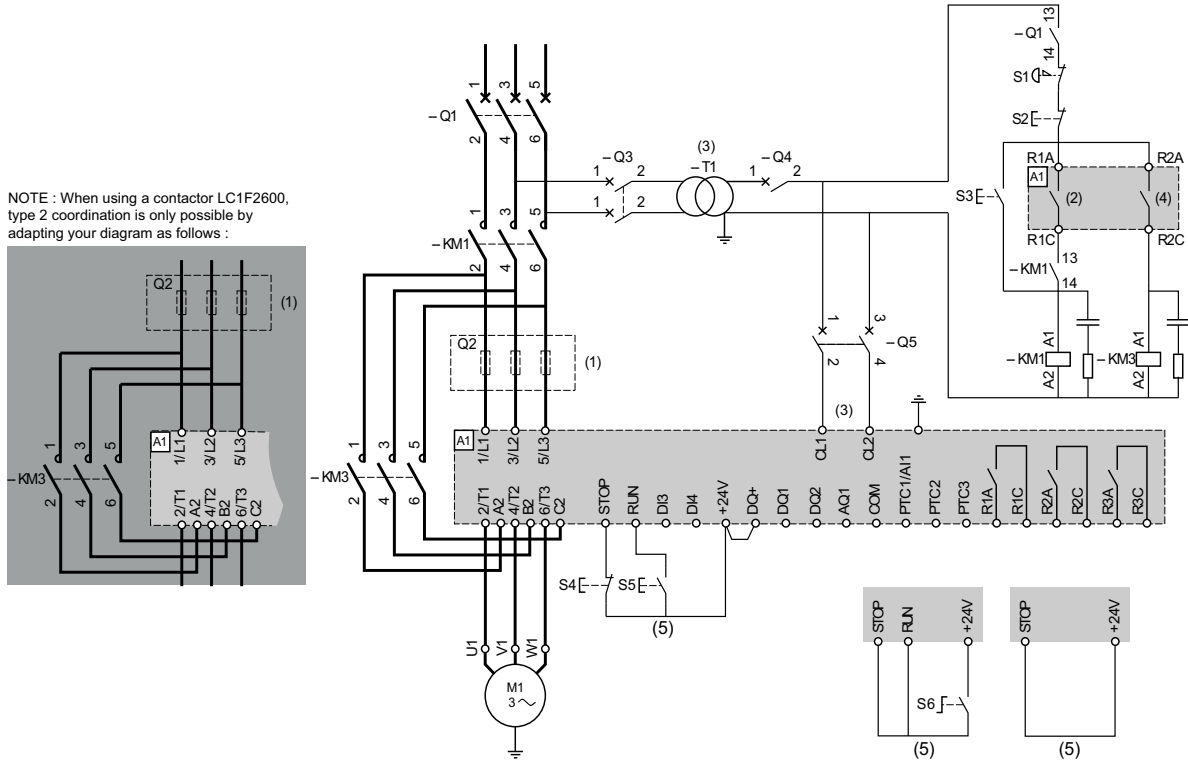 NOTE : When using a contactor LC1F2600,
type 2 coordination is only possible by
adapting your diagram as follows :
Q2
(1)
A1
1/L1 3/L2 5/L3
1 3 5
– KM3
2 4 6
2/T1 A2 4/T2 B2 6/T3 C2
1 3 5
– Q1
2 4 6
1 3 5
–KM1
2 4 6
Q2
(1)
– Q3
1 2
1 2
(3)
– T1
– Q4
1 2
1 3
– Q5
2 4
(3)
13
– Q1
14
S1
S2
S3
R1A R2A
A1
(2) (4)
R1C R2C
– KM1
13
14
A1 A1
– KM1 – KM3
A2 A2
A1
1/L1 3/L2 5/L3 CL1 CL2
1 3 5
– KM3
2 4 6
2/T1 A2 4/T2 B2 6/T3 C2 STOP RUN DI3 DI4 +24V DQ+ DQ1 DQ2 AQ1 COM PTC1/AI1 PTC2 PTC3 R1A R1C R2A R2C R3A R3C
S4 S5
(5)
U1 V1 W1
M1
3
STOP RUN +24V
S6
(5)
STOP +24V
(5)